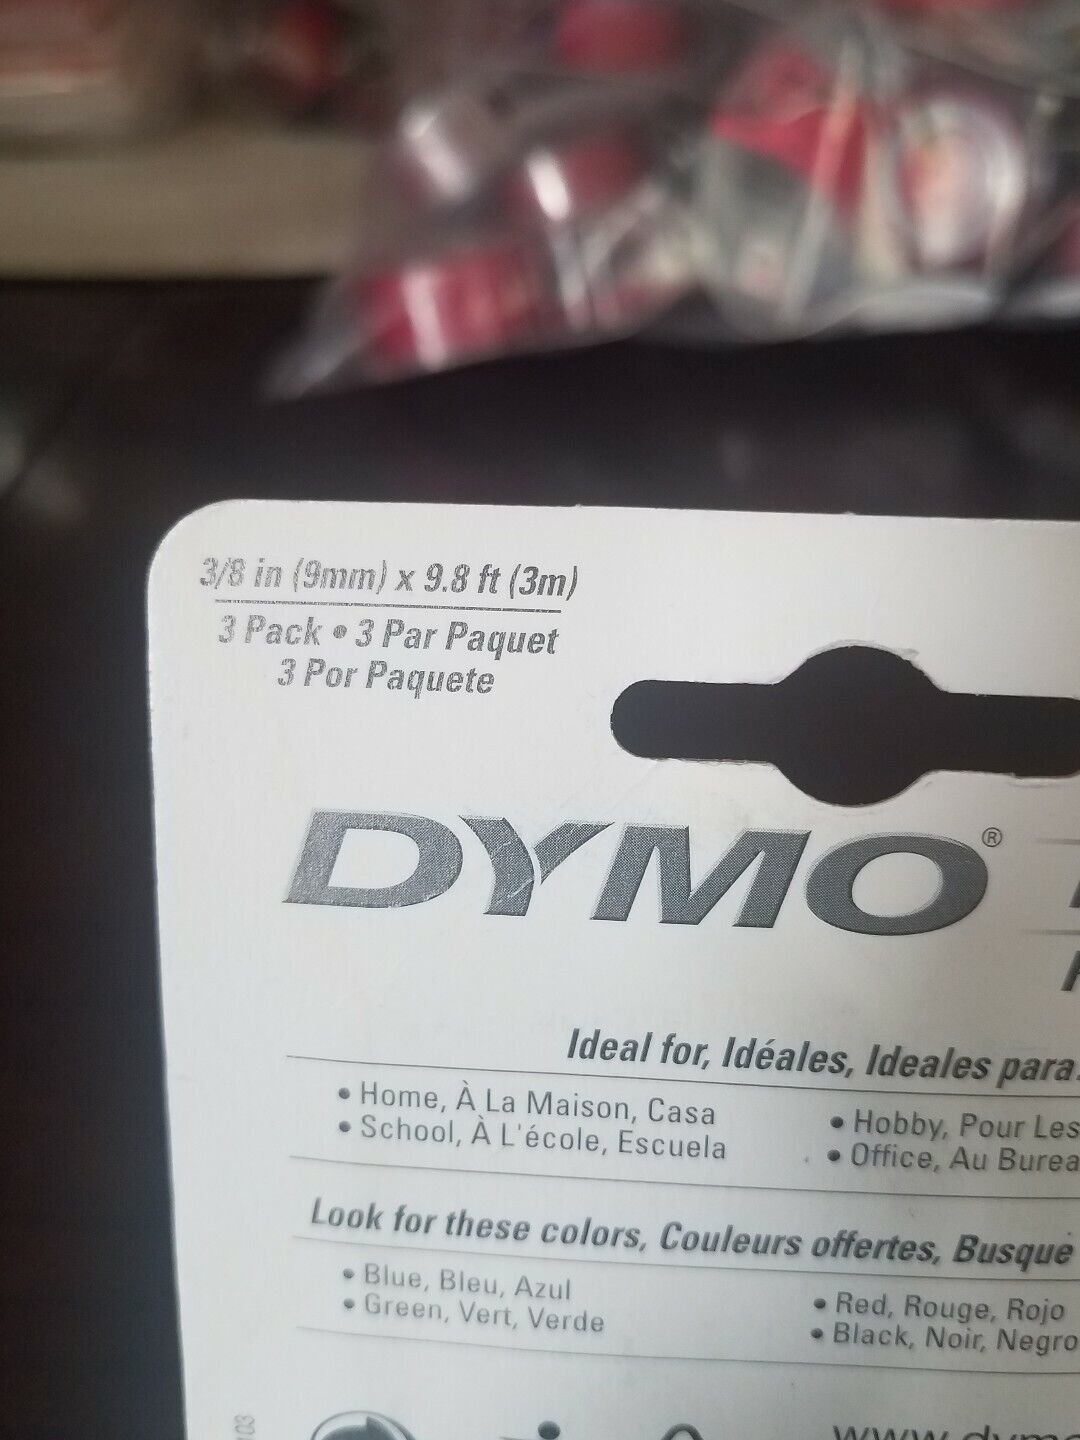 3/8 in (9mm) x 9.8 ft (3m)
3 Pack • 3 Par Paquet
3 Por Paquete
DYMO®
Ideal for, Idéales, Ideales para
• Home, À La Maison, Casa
• School, À L'école, Escuela
• Hobby, Pour Les
• Office, Au Burea
Look for these colors, Couleurs offertes, Busque
• Blue, Bleu, Azul
• Green, Vert, Verde
• Red, Rouge, Rojo
• Black, Noir, Negro
www.dymo